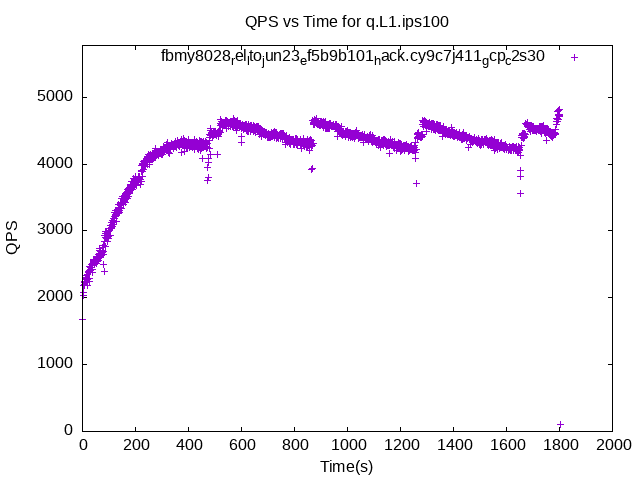 QPS vs Time for q.L1.ips100
fbmy8028relltojun23ef5b9b101hack.cy9c7j411gcpc2s30
5000
4000
3000
2000
1000
0
QPS
0 200 400 600 800 1000 1200 1400 1600 1800 2000
Time(s)